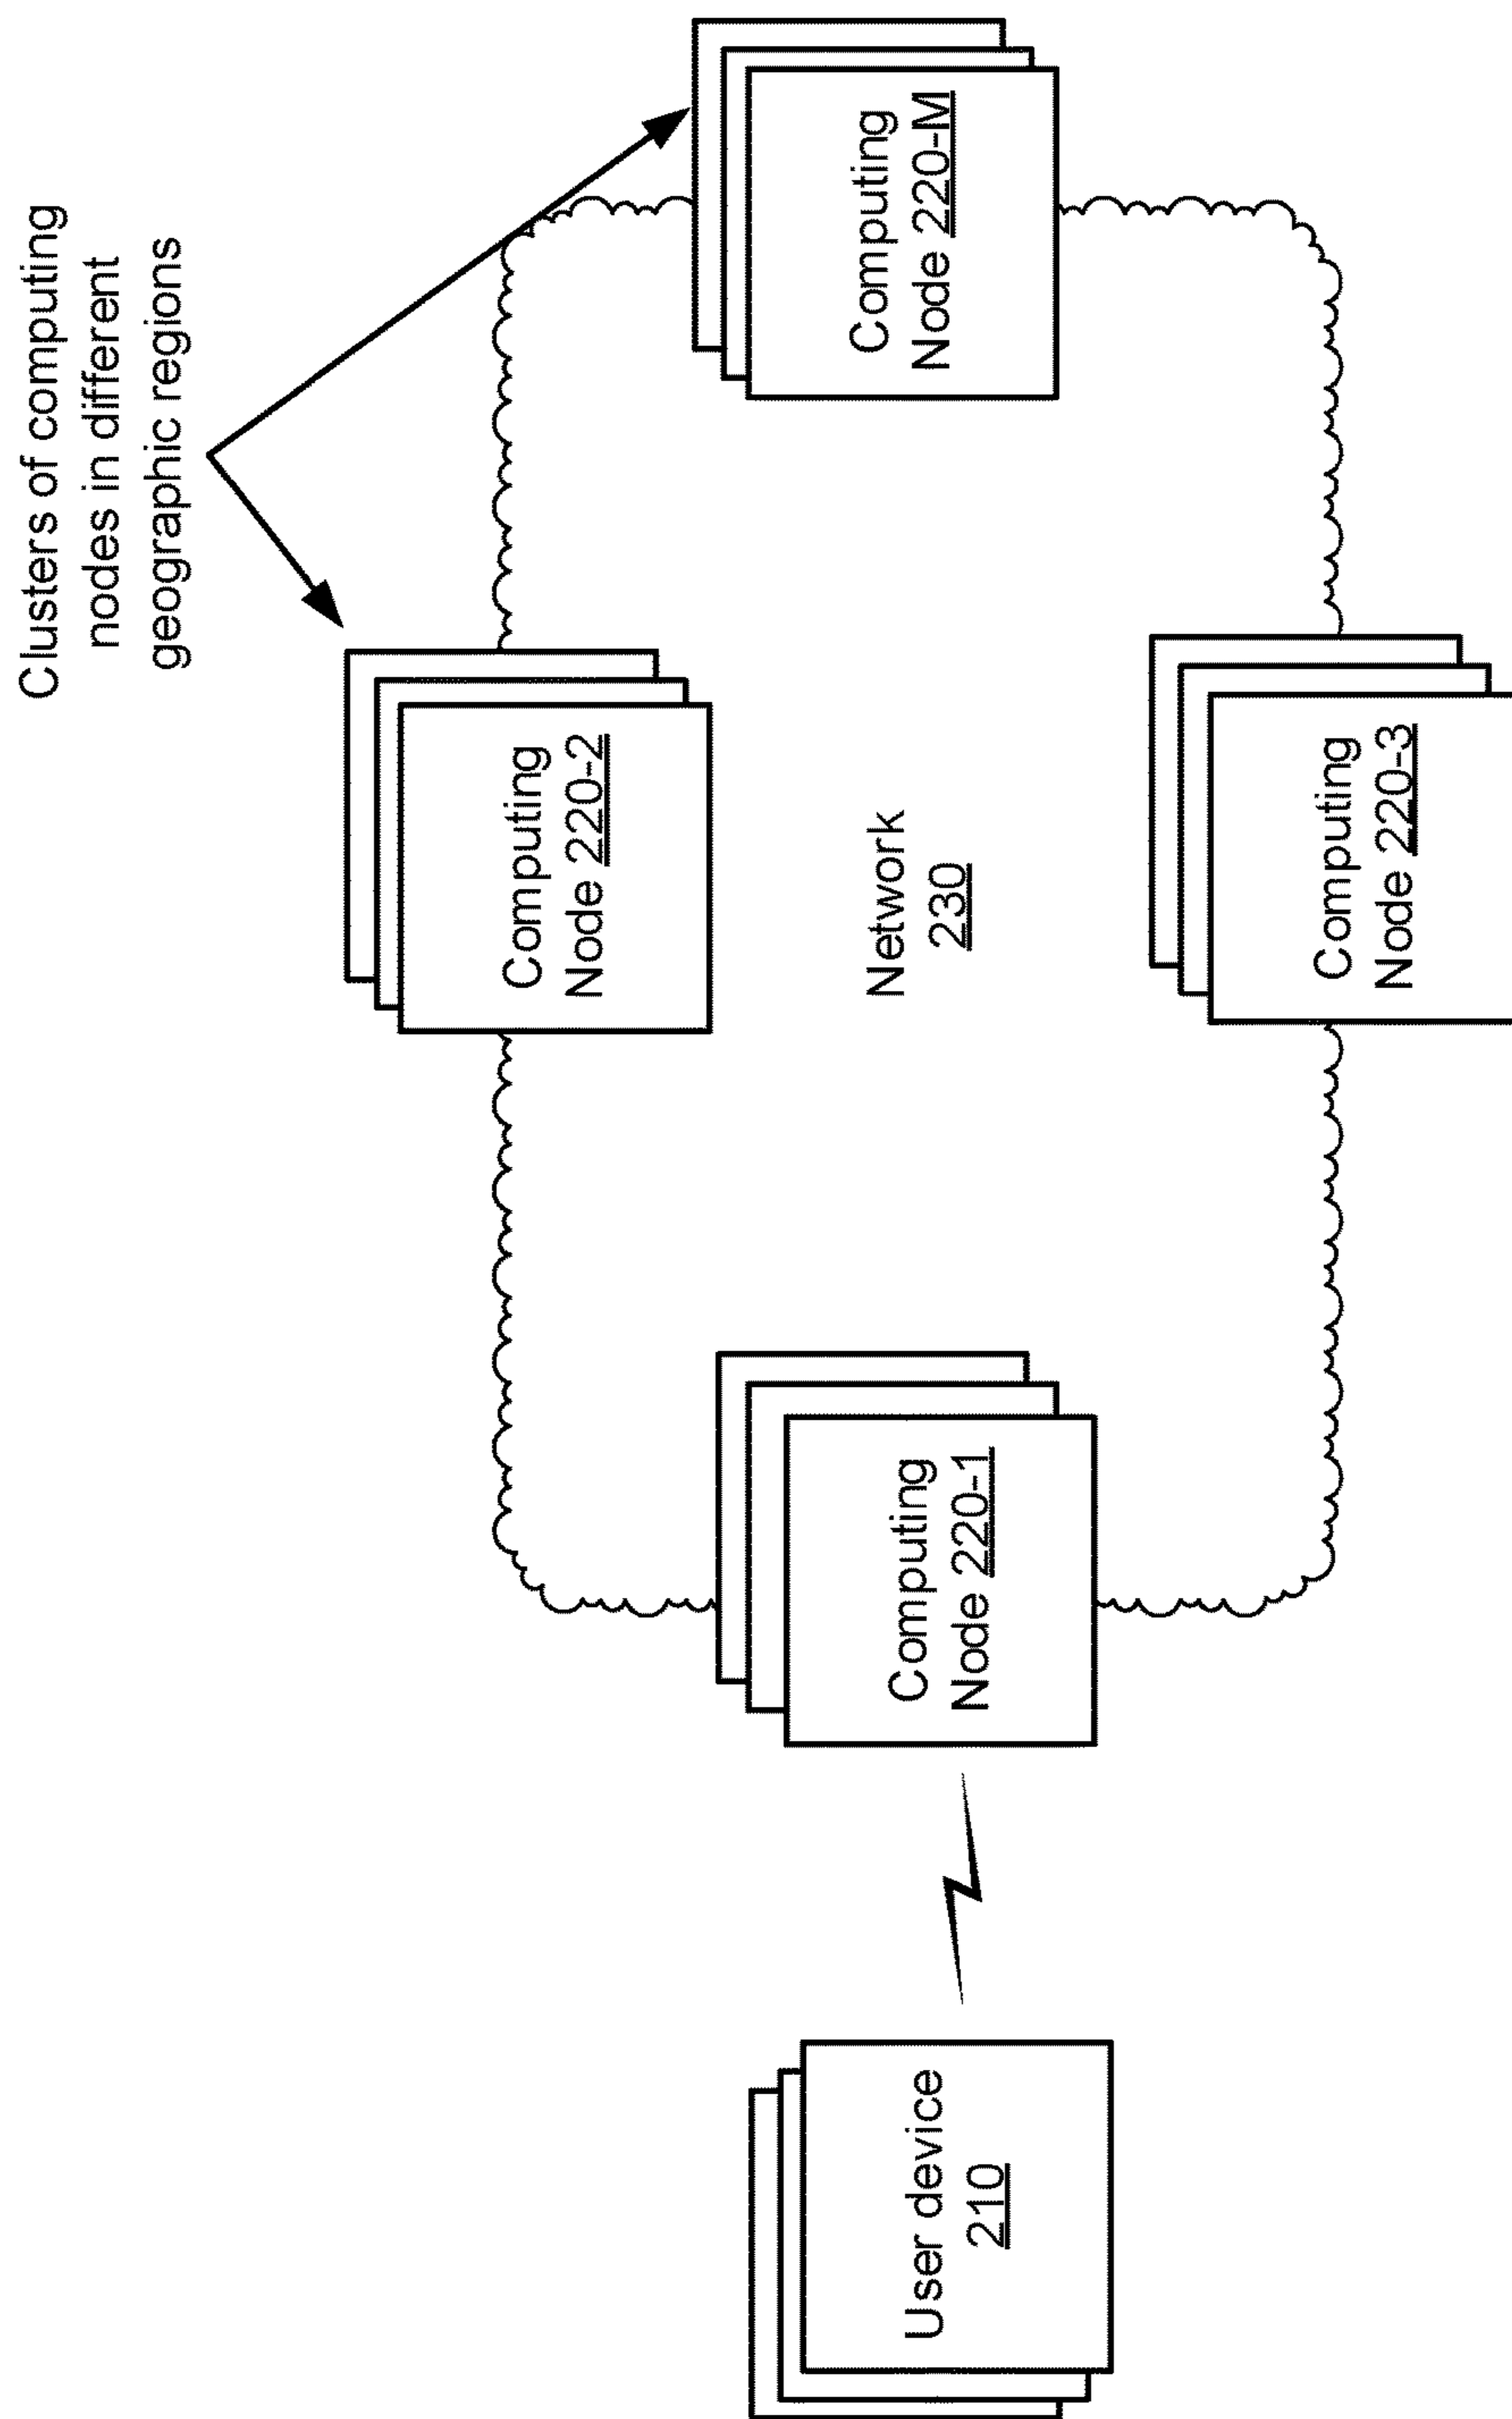 Clusters of computing
nodes in different
geographic regions
Computing
Node 220-2
User device
210
Computing
Node 220-1
Network
230
Computing
Node 220-M
Computing
Node 220-3